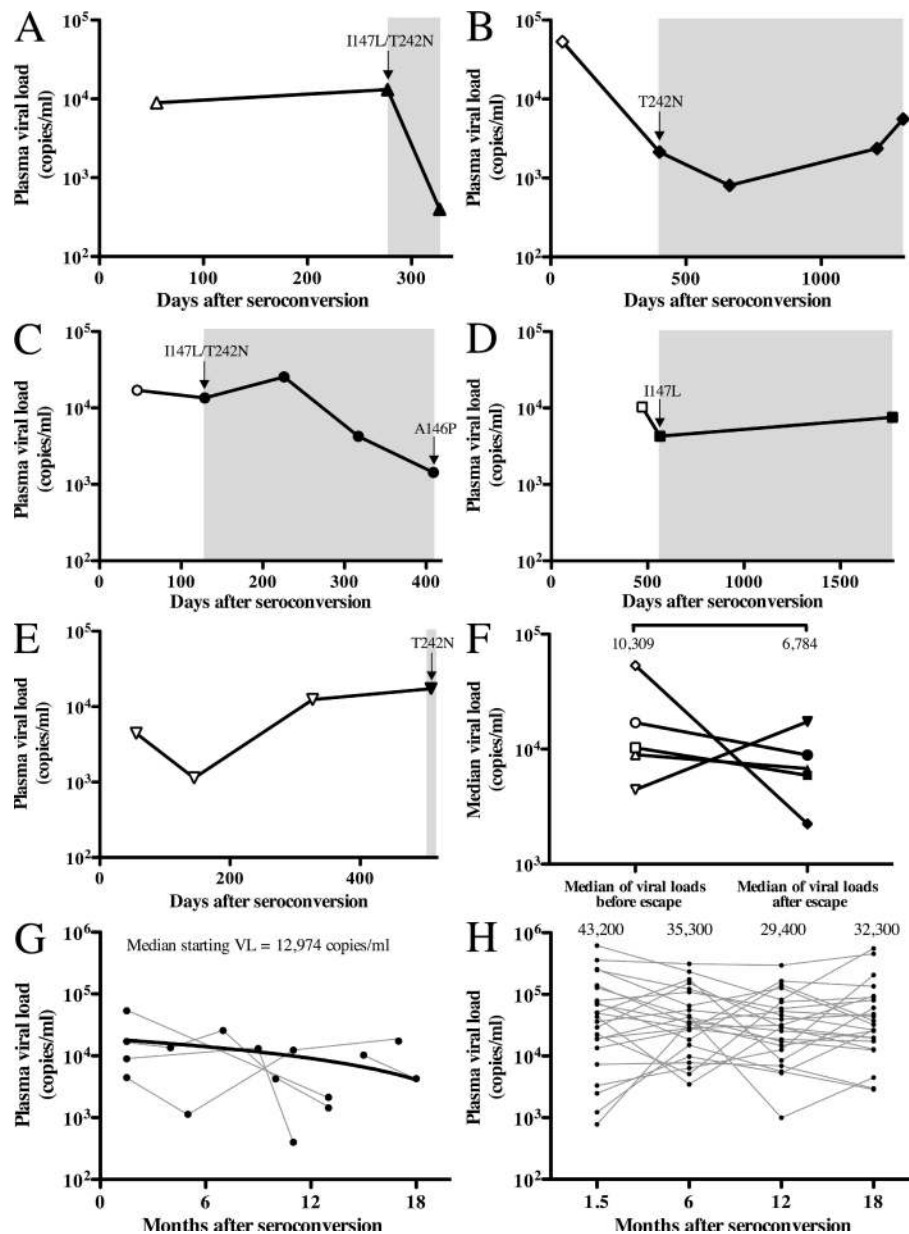 A
Plasma viral load
(copies/ml)
10^5
10^4
10^3
10^2
I147L/T242N
0 100 200 300
Days after seroconversion
B
Plasma viral load
(copies/ml)
10^5
10^4
10^3
10^2
T242N
0 500 1000
Days after seroconversion
C
Plasma viral load
(copies/ml)
10^5
10^4
10^3
10^2
I147L/T242N
A146P
0 100 200 300 400
Days after seroconversion
D
Plasma viral load
(copies/ml)
10^5
10^4
10^3
10^2
I147L
0 500 1000 1500
Days after seroconversion
E
Plasma viral load
(copies/ml)
10^5
10^4
10^3
10^2
T242N
0 200 400
Days after seroconversion
F
Median viral load
(copies/ml)
10^5
10^4
10^3
10,309 6,784
Median of viral loads
before escape
Median of viral loads
after escape
G
Plasma viral load
(copies/ml)
10^6
10^5
10^4
10^3
10^2
Median starting VL = 12,974 copies/ml
0 6 12 18
Months after seroconversion
H
Plasma viral load
(copies/ml)
10^6
10^5
10^4
10^3
10^2
43,200 35,300 29,400 32,300
1.5 6 12 18
Months after seroconversion